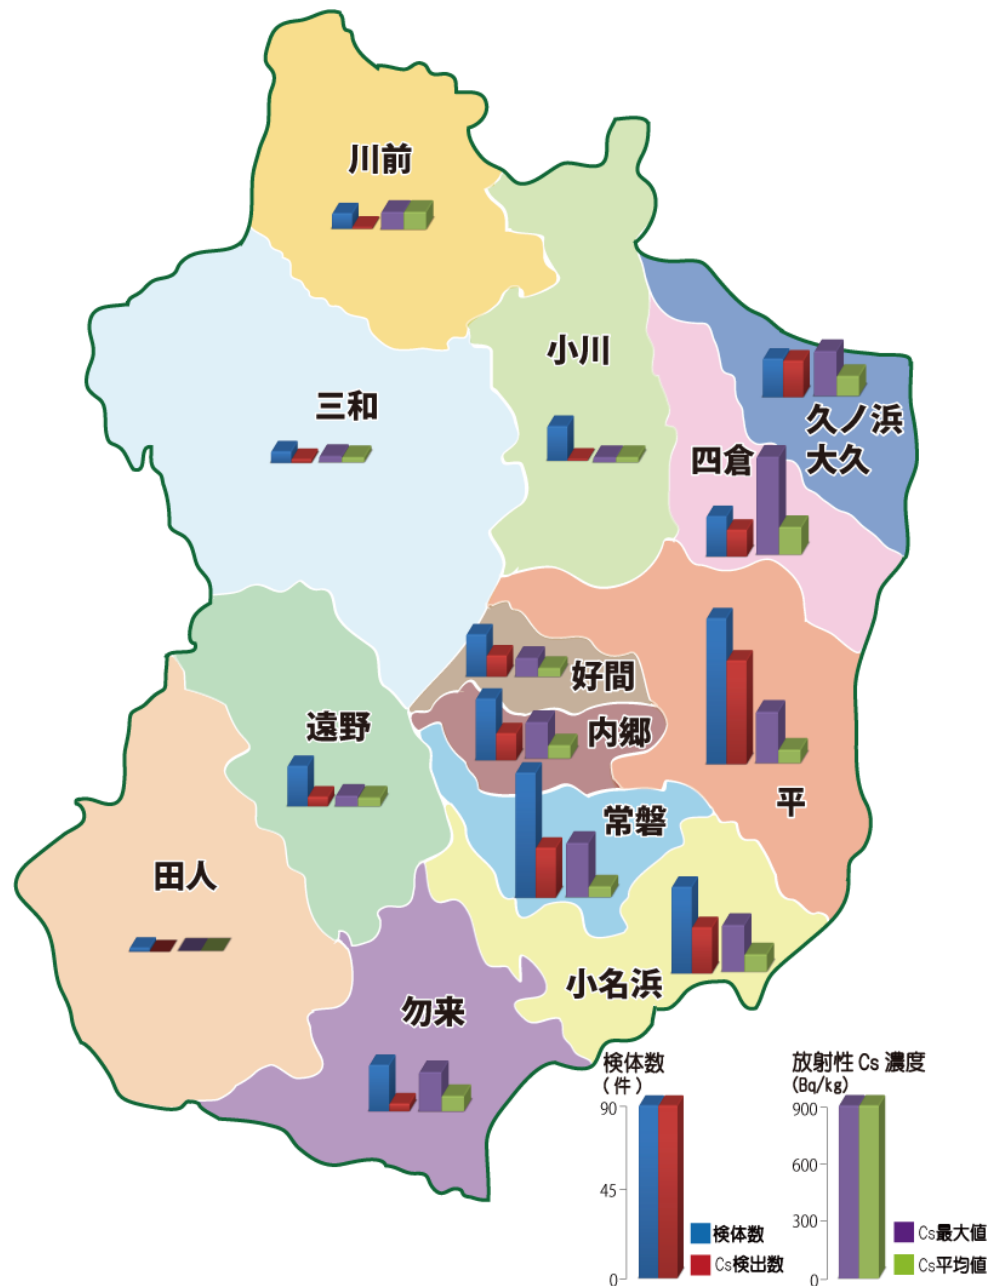 川前
小川
三和
久ノ浜
大久
四倉
好間
内郷
遠野
平
常磐
田人
小名浜
勿来
検体数
(件)
90
45
0
検体数
Cs検出数
放射性 Cs 濃度
(Bq/kg)
900
600
300
0
Cs最大値
Cs平均値